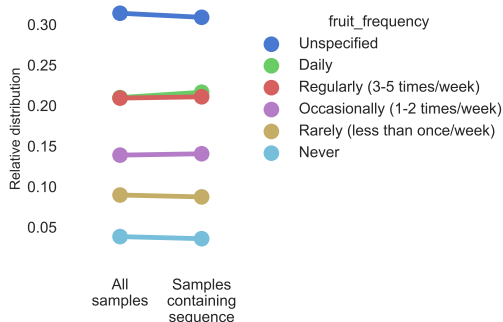 fruit_frequency
Unspecified
Daily
Regularly (3-5 times/week)
Occasionally (1-2 times/week)
Rarely (less than once/week)
Never
Relative distribution
0.30
0.25
0.20
0.15
0.10
0.05
All
samples
Samples
containing
sequence